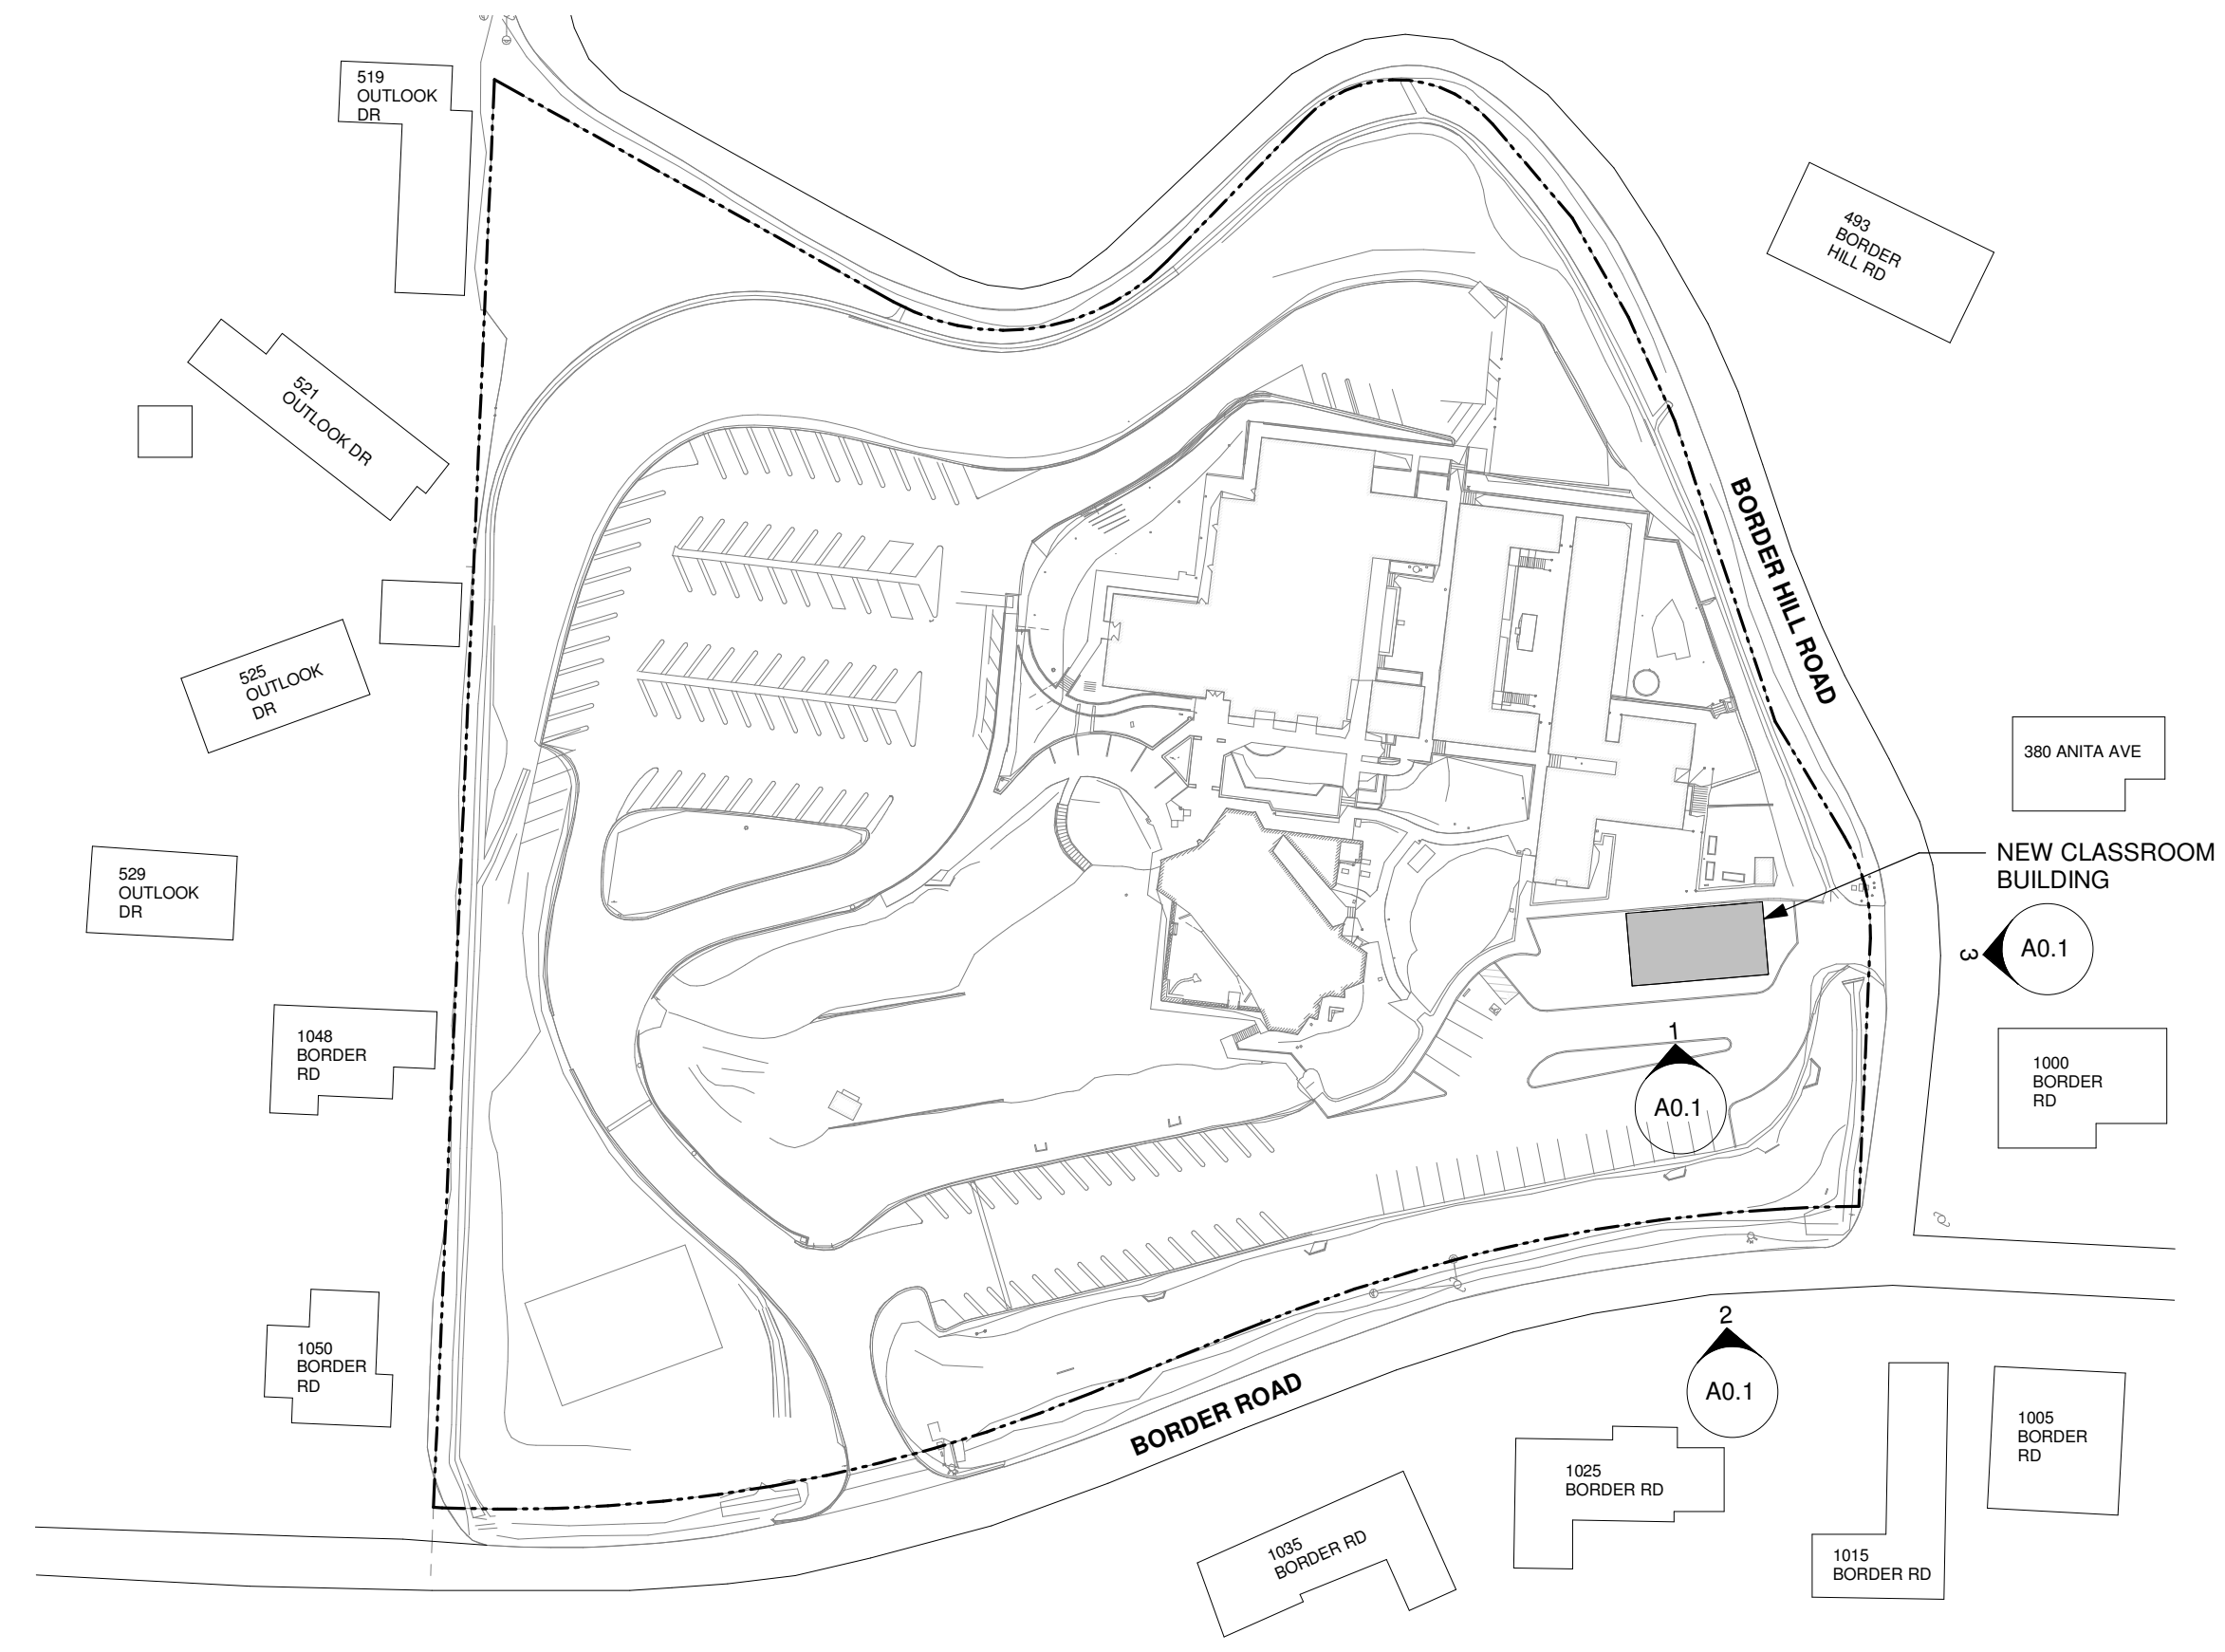 519
OUTLOOK
DR
493
BORDER
HILL RD
521
OUTLOOK DR
BORDER HILL ROAD
525
OUTLOOK
DR
380 ANITA AVE
NEW CLASSROOM
BUILDING
529
OUTLOOK
DR
3
A0.1
1048
BORDER
RD
1
A0.1
1000
BORDER
RD
1050
BORDER
RD
2
A0.1
BORDER ROAD
1005
BORDER
RD
1025
BORDER RD
1035
BORDER RD
1015
BORDER RD